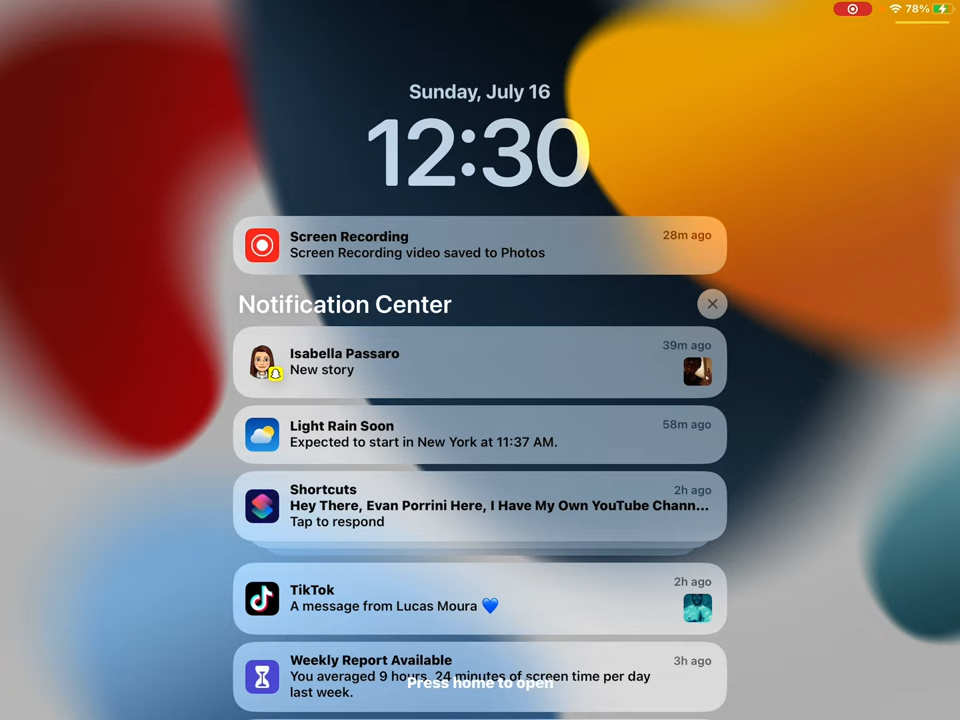 78%
Sunday, July 16
12:30
Screen Recording
28m ago
Screen Recording video saved to Photos
Notification Center
Isabella Passaro
39m ago
New story
Light Rain Soon
58m ago
Expected to start in New York at 11:37 AM.
Shortcuts
2h ago
Hey There, Evan Porrini Here, I Have My Own YouTube Chann...
Tap to respond
TikTok
2h ago
A message from Lucas Moura 💙
Weekly Report Available
3h ago
You averaged 9 hours, 24 minutes of screen time per day
last week.
Press home to open